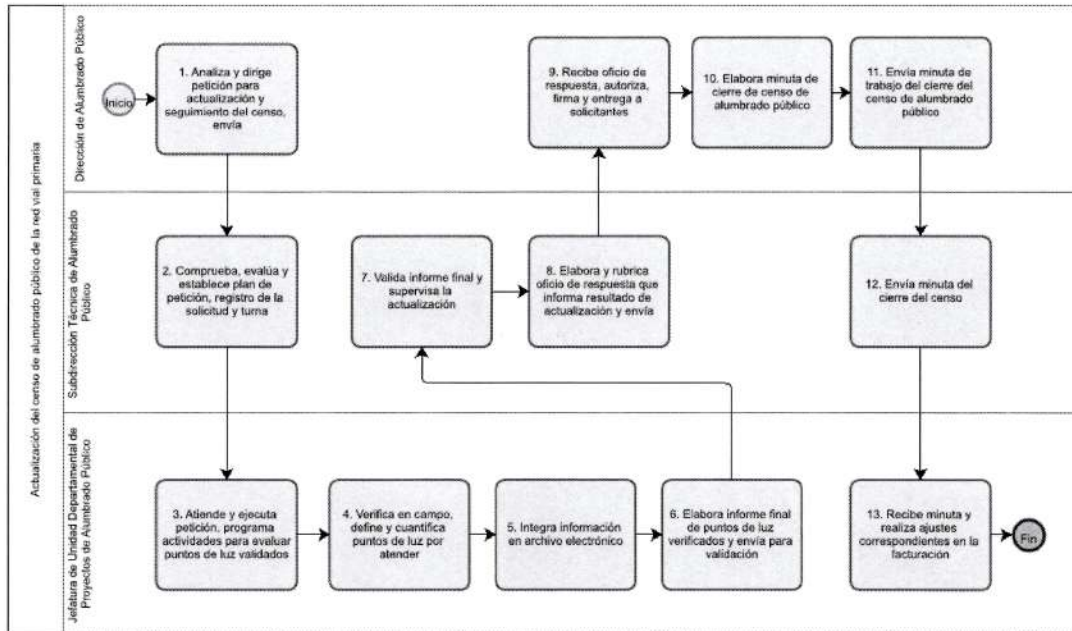 Actualización del censo de alumbrado público de la red vial primaria
Dirección de Alumbrado Público
Inicio
1. Analiza y dirige
petición para
actualización y
seguimiento del censo,
envía
9. Recibe oficio de
respuesta, autoriza,
firma y entrega a
solicitantes
10. Elabora minuta de
cierre de censo de
alumbrado público
11. Envía minuta de
trabajo del cierre del
censo de alumbrado
público
Subdirección Técnica de Alumbrado
Público
2. Comprueba, evalúa y
establece plan de
petición, registro de la
solicitud y turna
7. Valida informe final y
supervisa la
actualización
8. Elabora y rubrica
oficio de respuesta que
informa resultado de
actualización y envía
12. Envía minuta del
cierre del censo
Jefatura de Unidad Departamental de
Proyectos de Alumbrado Público
3. Atiende y ejecuta
petición, programa
actividades para evaluar
puntos de luz validados
4. Verifica en campo,
define y cuantifica
puntos de luz por
atender
5. Integra información
en archivo electrónico
6. Elabora informe final
de puntos de luz
verificados y envía para
validación
13. Recibe minuta y
realiza ajustes
correspondientes en la
facturación
Fin